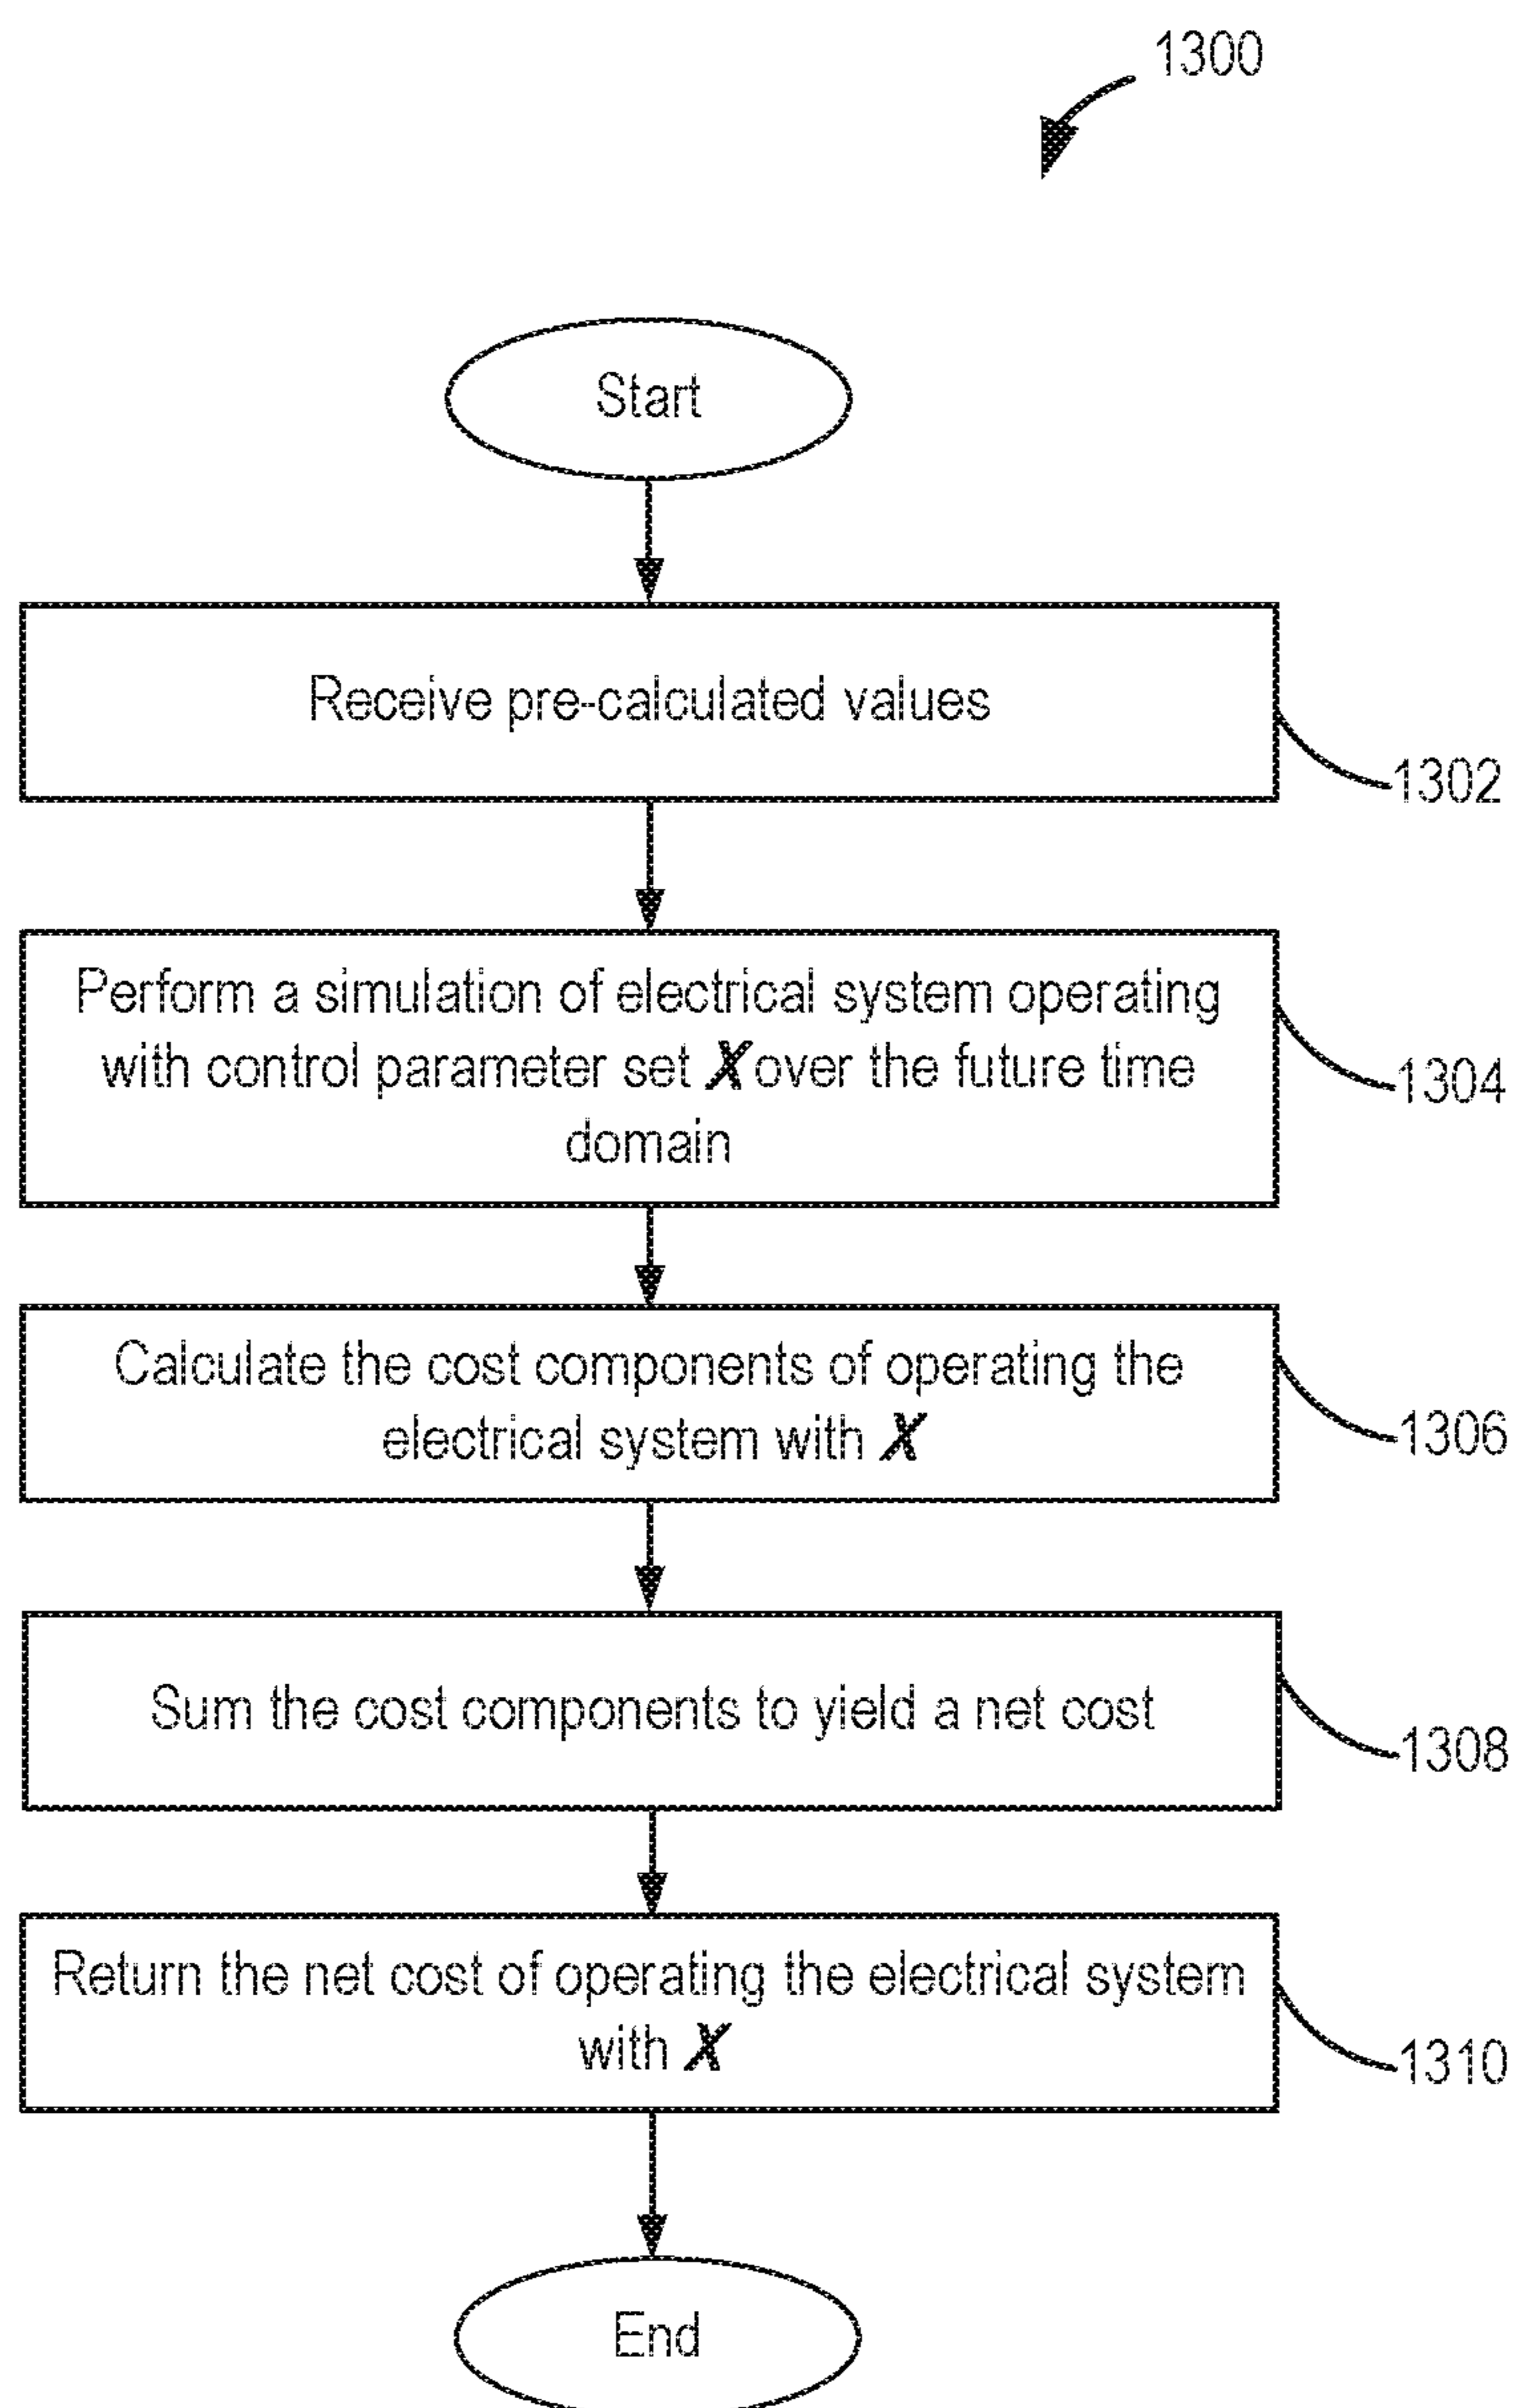 1300
Start
Receive pre-calculated values
1302
Perform a simulation of electrical system operating
with control parameter set X over the future time
domain
1304
Calculate the cost components of operating the
electrical system with X
1306
Sum the cost components to yield a net cost
1308
Return the net cost of operating the electrical system
with X
1310
End